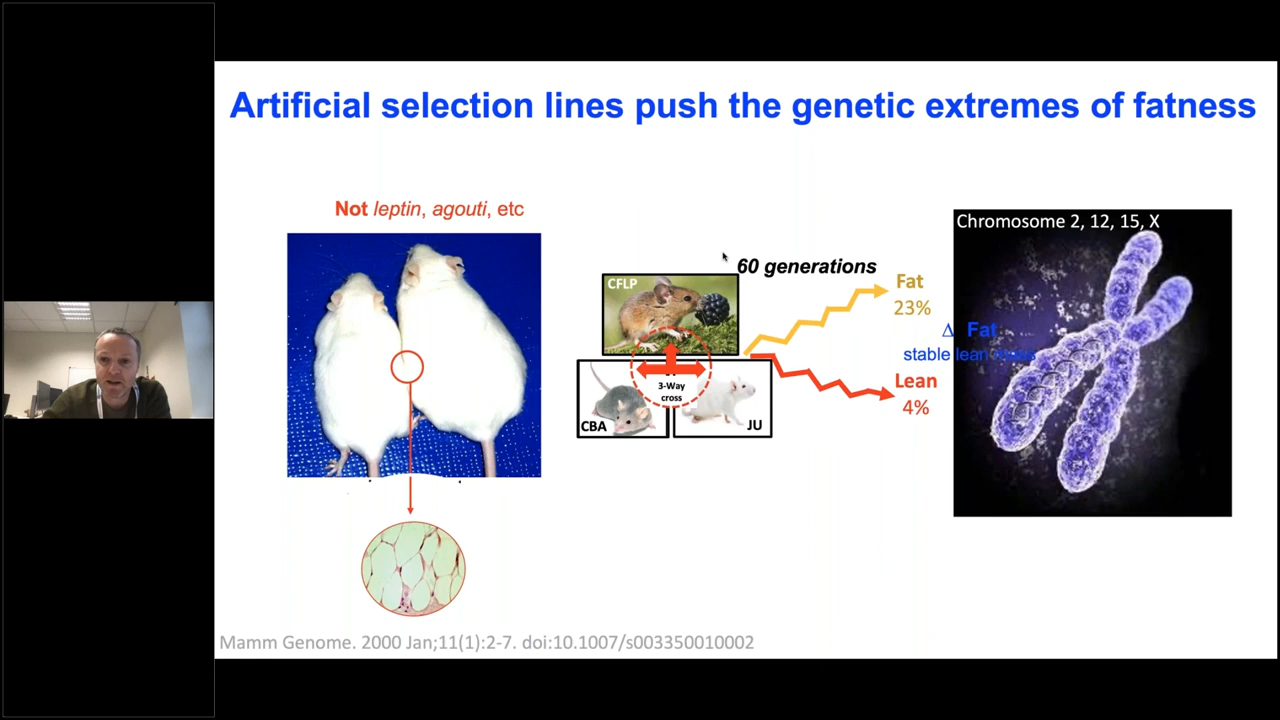 Artificial selection lines push the genetic extremes of fatness
Not leptin, agouti, etc
60 generations
CFLP
3-Way
cross
CBA
JU
Fat
23%
Δ Fat
stable lean mass
Lean
4%
Chromosome 2, 12, 15, X
Mamm Genome. 2000 Jan;11(1):2-7. doi:10.1007/s003350010002